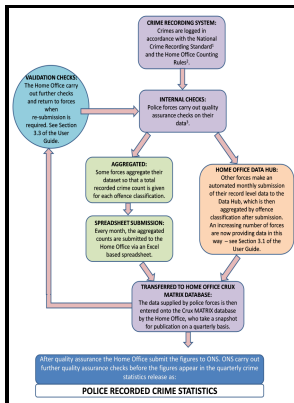 CRIME RECORDING SYSTEM:
Crimes are logged in
accordance with the National
Crime Recording Standard¹
and the Home Office Counting
Rules².
VALIDATION CHECKS:
The Home Office carry
out further checks
and return to forces
when
re-submission is
required. See Section
3.3 of the User
Guide.
INTERNAL CHECKS:
Police forces carry out quality
assurance checks on their
data³.
AGGREGATED:
Some forces aggregate their
dataset so that a total
recorded crime count is given
for each offence classification.
HOME OFFICE DATA HUB:
Other forces make an
automated monthly submission
of their record level data to the
Data Hub, which is then
aggregated by offence
classification after submission.
An increasing number of forces
are now providing data in this
way – see Section 3.1 of the
User Guide.
SPREADSHEET SUBMISSION:
Every month, the aggregated
counts are submitted to the
Home Office via an Excel
based spreadsheet.
TRANSFERRED TO HOME OFFICE CRUX
MATRIX DATABASE:
The data supplied by police forces is then
entered onto the Crux MATRIX database
by the Home Office, who take a
snapshot for publication on a quarterly basis.
After quality assurance the Home Office submit the figures to ONS. ONS carry out
further quality assurance checks before the figures appear in the quarterly crime
statistics release as:
POLICE RECORDED CRIME STATISTICS